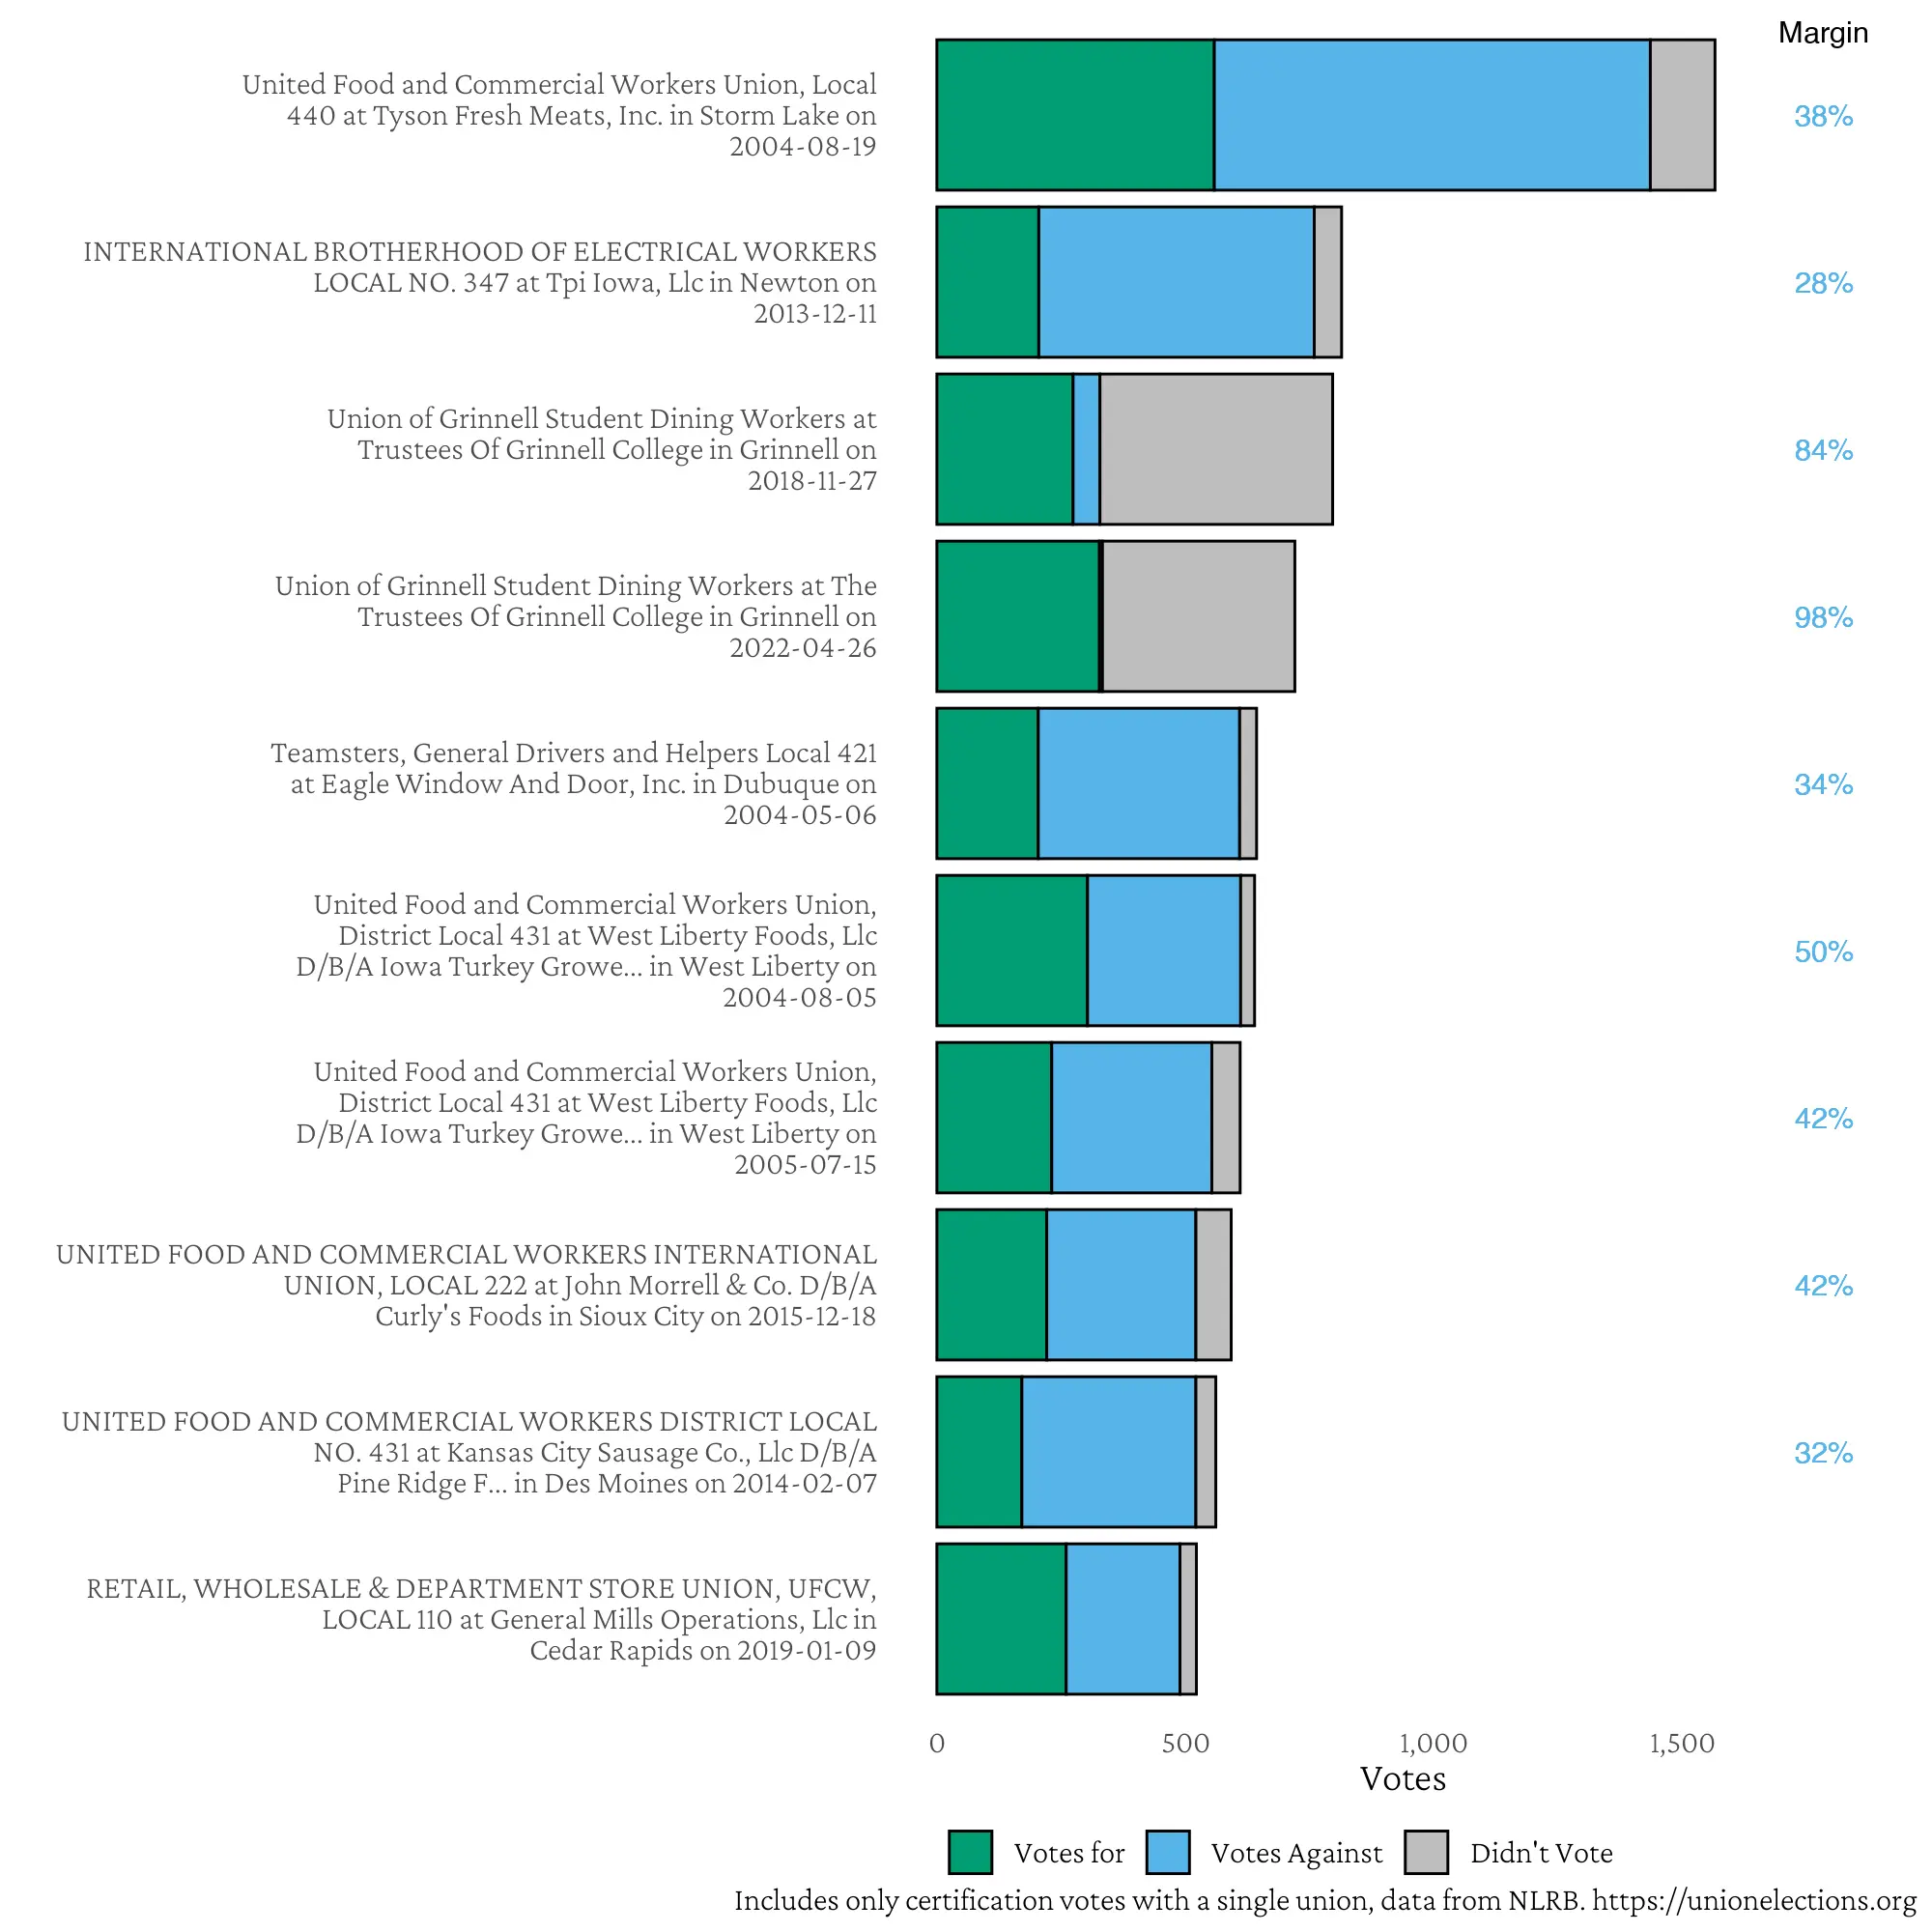 Margin
United Food and Commercial Workers Union, Local
440 at Tyson Fresh Meats, Inc. in Storm Lake on
2004-08-19
38%
INTERNATIONAL BROTHERHOOD OF ELECTRICAL WORKERS
LOCAL NO. 347 at Tpi Iowa, Llc in Newton on
2013-12-11
28%
Union of Grinnell Student Dining Workers at
Trustees Of Grinnell College in Grinnell on
2018-11-27
84%
Union of Grinnell Student Dining Workers at The
Trustees Of Grinnell College in Grinnell on
2022-04-26
98%
Teamsters, General Drivers and Helpers Local 421
at Eagle Window And Door, Inc. in Dubuque on
2004-05-06
34%
United Food and Commercial Workers Union,
District Local 431 at West Liberty Foods, Llc
D/B/A Iowa Turkey Growe... in West Liberty on
2004-08-05
50%
United Food and Commercial Workers Union,
District Local 431 at West Liberty Foods, Llc
D/B/A Iowa Turkey Growe... in West Liberty on
2005-07-15
42%
UNITED FOOD AND COMMERCIAL WORKERS INTERNATIONAL
UNION, LOCAL 222 at John Morrell & Co. D/B/A
Curly's Foods in Sioux City on 2015-12-18
42%
UNITED FOOD AND COMMERCIAL WORKERS DISTRICT LOCAL
NO. 431 at Kansas City Sausage Co., Llc D/B/A
Pine Ridge F... in Des Moines on 2014-02-07
32%
RETAIL, WHOLESALE & DEPARTMENT STORE UNION, UFCW,
LOCAL 110 at General Mills Operations, Llc in
Cedar Rapids on 2019-01-09
0 500 1,000 1,500
Votes
Votes for Votes Against Didn't Vote
Includes only certification votes with a single union, data from NLRB. https://unionelections.org